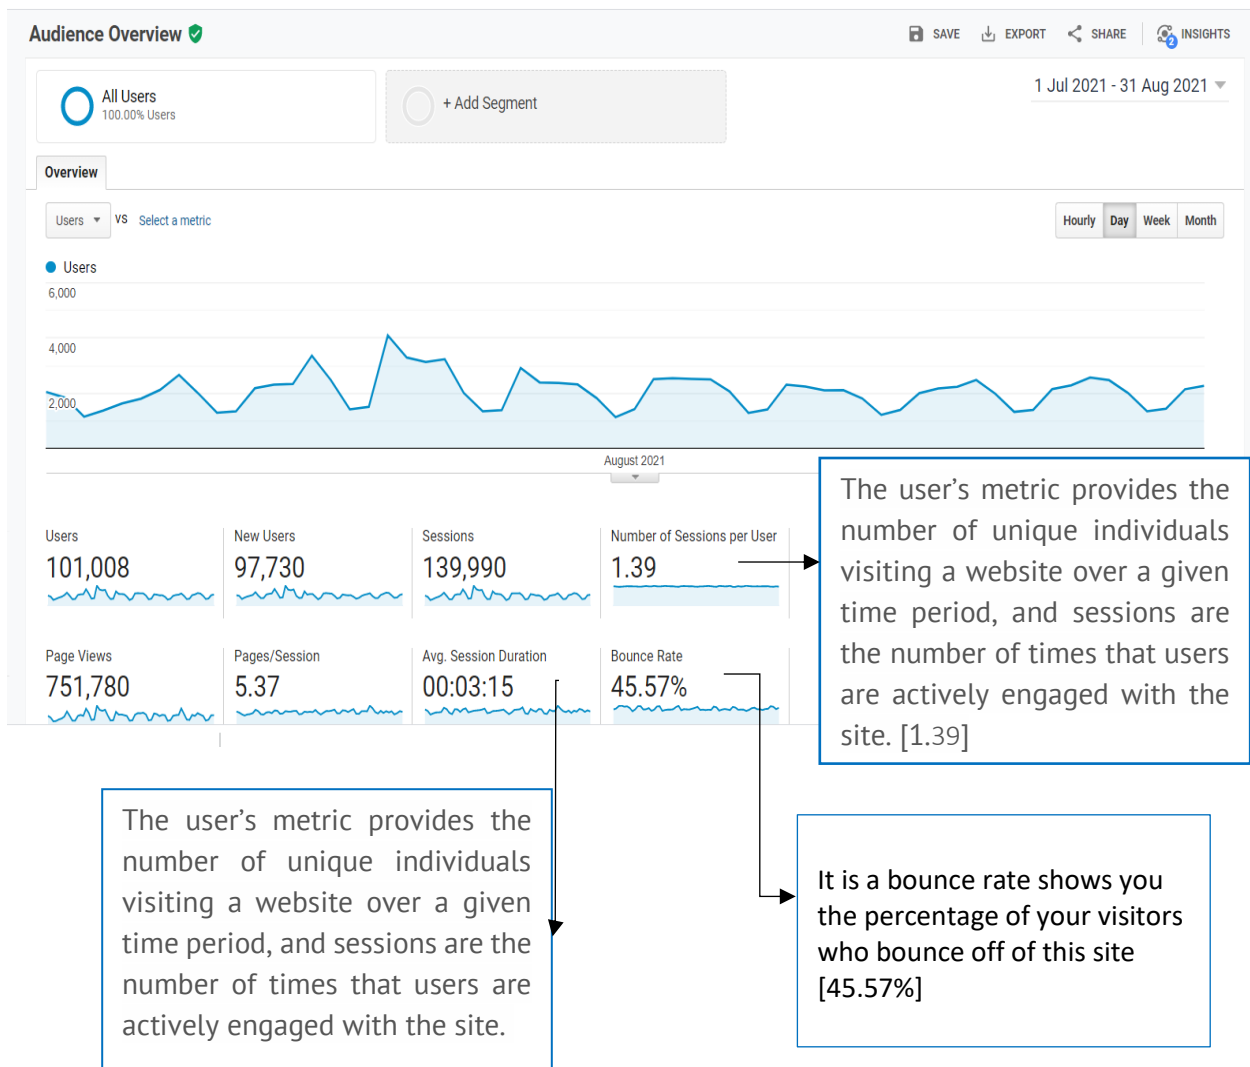 Audience Overview
SAVE EXPORT SHARE INSIGHTS
2
All Users
100.00% Users
+ Add Segment
1 Jul 2021 - 31 Aug 2021
Overview
Users VS Select a metric
Hourly Day Week Month
Users
6,000
4,000
2,000
August 2021
Users
101,008
New Users
97,730
Sessions
139,990
Number of Sessions per User
1.39
Page Views
751,780
Pages/Session
5.37
Avg. Session Duration
00:03:15
Bounce Rate
45.57%
The user’s metric provides the
number of unique individuals
visiting a website over a given
time period, and sessions are
the number of times that users
are actively engaged with the
site. [1.39]
The user’s metric provides the
number of unique individuals
visiting a website over a given
time period, and sessions are the
number of times that users are
actively engaged with the site.
It is a bounce rate shows you
the percentage of your visitors
who bounce off of this site
[45.57%]